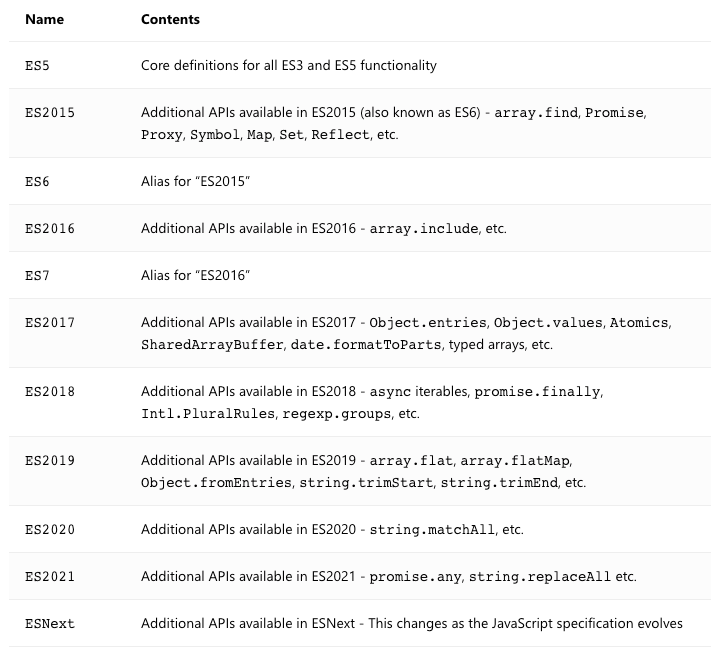 Name Contents
ES5 Core definitions for all ES3 and ES5 functionality
ES2015 Additional APIs available in ES2015 (also known as ES6) - array.find, Promise,
Proxy, Symbol, Map, Set, Reflect, etc.
ES6 Alias for “ES2015”
ES2016 Additional APIs available in ES2016 - array.include, etc.
ES7 Alias for “ES2016”
ES2017 Additional APIs available in ES2017 - Object.entries, Object.values, Atomics,
SharedArrayBuffer, date.formatToParts, typed arrays, etc.
ES2018 Additional APIs available in ES2018 - async iterables, promise.finally,
Intl.PluralRules, regexp.groups, etc.
ES2019 Additional APIs available in ES2019 - array.flat, array.flatMap,
Object.fromEntries, string.trimStart, string.trimEnd, etc.
ES2020 Additional APIs available in ES2020 - string.matchAll, etc.
ES2021 Additional APIs available in ES2021 - promise.any, string.replaceAll etc.
ESNext Additional APIs available in ESNext - This changes as the JavaScript specification evolves